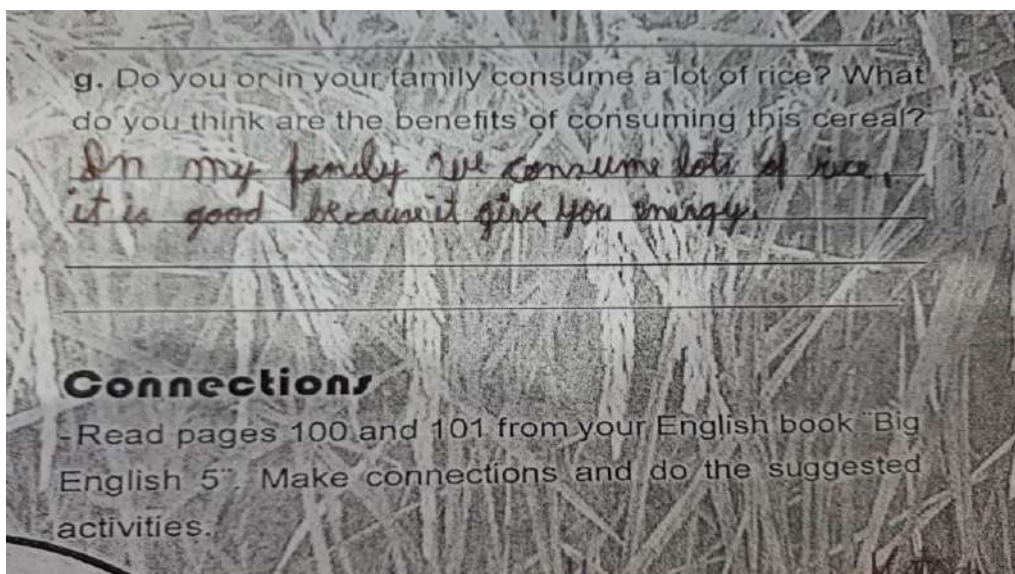 g. Do you or in your family consume a lot of rice? What
do you think are the benefits of consuming this cereal?
In my family we consume lots of rice,
it is good because it give you energy.
Connections
-Read pages 100 and 101 from your English book ¨Big
English 5¨. Make connections and do the suggested
activities.